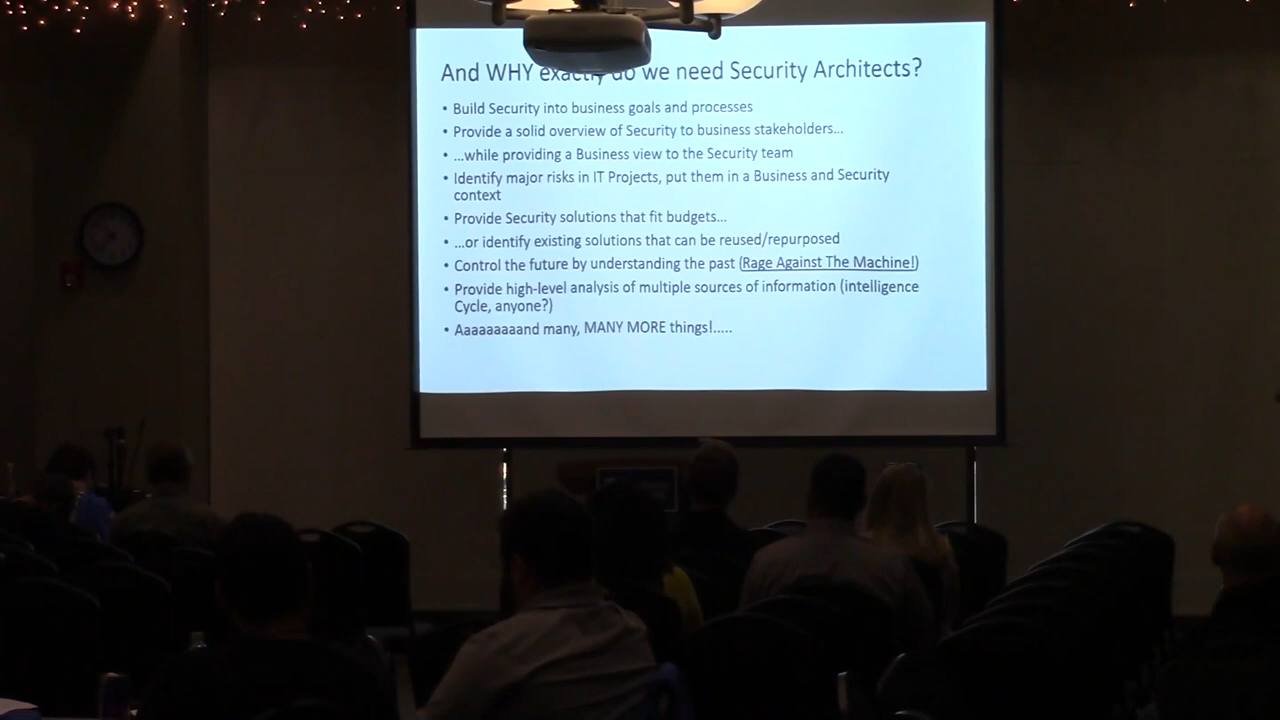 And WHY exactly do we need Security Architects?
• Build Security into business goals and processes
• Provide a solid overview of Security to business stakeholders...
• ...while providing a Business view to the Security team
• Identify major risks in IT Projects, put them in a Business and Security
context
• Provide Security solutions that fit budgets...
• ...or identify existing solutions that can be reused/repurposed
• Control the future by understanding the past (Rage Against The Machine!)
• Provide high-level analysis of multiple sources of information (intelligence
Cycle, anyone?)
• Aaaaaaaaand many, MANY MORE things!.....